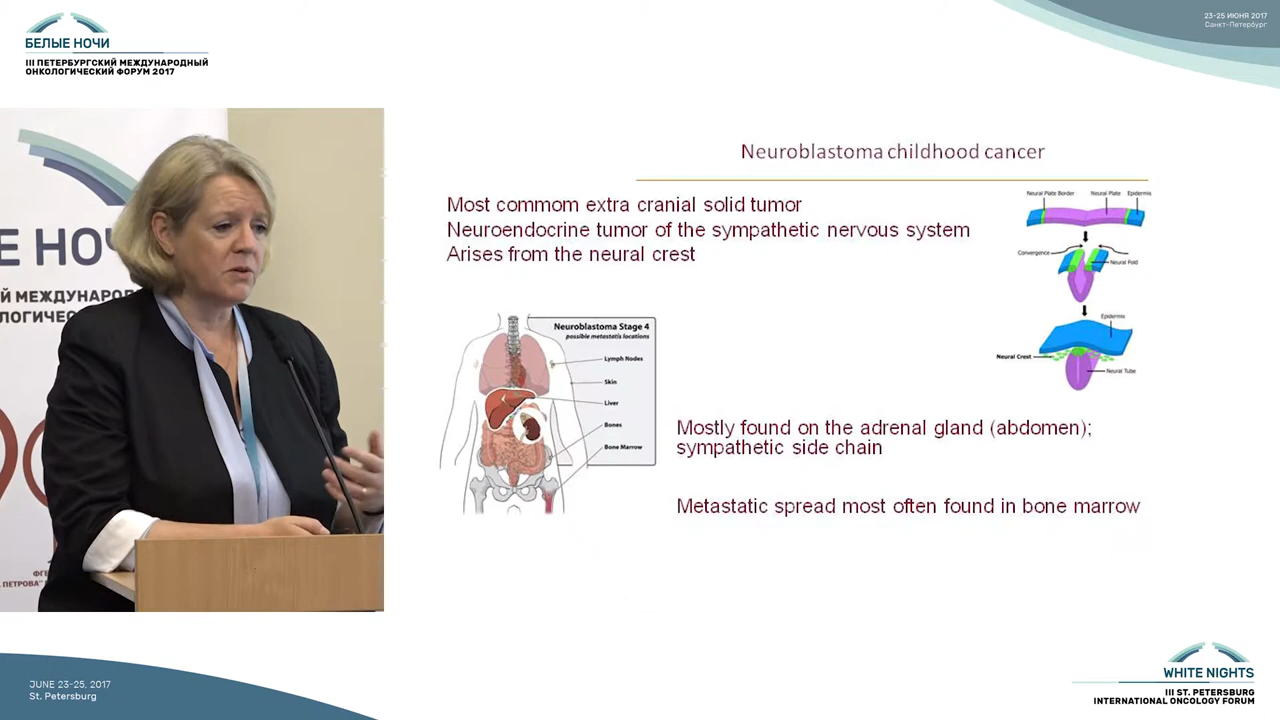 БЕЛЫЕ НОЧИ
III ПЕТЕРБУРГСКИЙ МЕЖДУНАРОДНЫЙ
ОНКОЛОГИЧЕСКИЙ ФОРУМ 2017
23-25 ИЮНЯ 2017
Санкт-Петербург
Е НОЧ
ИЙ МЕЖДУНАРОД
ЛОГИЧЕС
ФГБ
. ПЕТРОВА"
Neuroblastoma childhood cancer
Most commom extra cranial solid tumor
Neuroendocrine tumor of the sympathetic nervous system
Arises from the neural crest
Neural Plate Border
Neural Plate
Epidermis
Convergence
Neural Fold
Epidermis
Neural Crest
Neural Tube
Neuroblastoma Stage 4
possible metastatis locations
Lymph Nodes
Skin
Liver
Bones
Bone Marrow
Mostly found on the adrenal gland (abdomen);
sympathetic side chain
Metastatic spread most often found in bone marrow
JUNE 23-25, 2017
St. Petersburg
WHITE NIGHTS
III ST. PETERSBURG
INTERNATIONAL ONCOLOGY FORUM